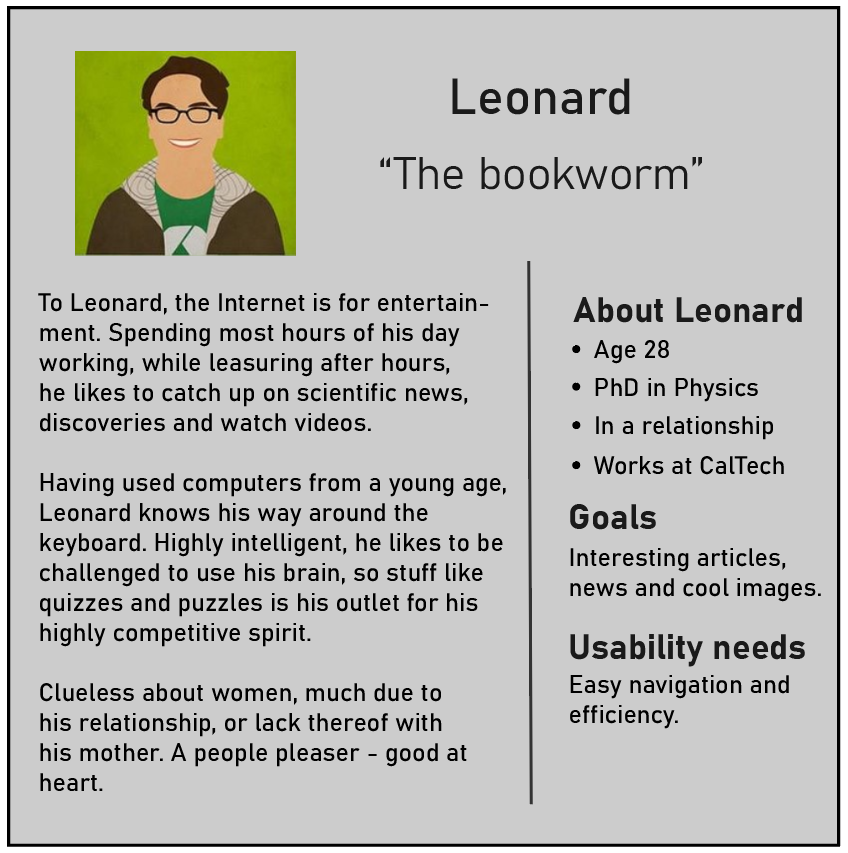 Leonard
“The bookworm”
To Leonard, the Internet is for entertain-
ment. Spending most hours of his day
working, while leasuring after hours,
he likes to catch up on scientific news,
discoveries and watch videos.
Having used computers from a young age,
Leonard knows his way around the
keyboard. Highly intelligent, he likes to be
challenged to use his brain, so stuff like
quizzes and puzzles is his outlet for his
highly competitive spirit.
Clueless about women, much due to
his relationship, or lack thereof with
his mother. A people pleaser - good at
heart.
About Leonard
• Age 28
• PhD in Physics
• In a relationship
• Works at CalTech
Goals
Interesting articles,
news and cool images.
Usability needs
Easy navigation and
efficiency.